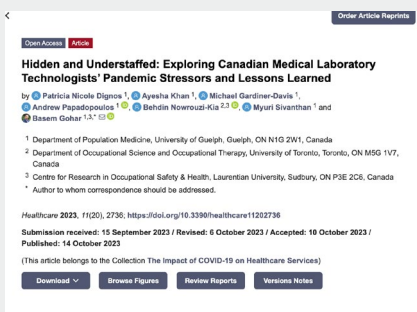 Order Article Reprints
Open Access Article
Hidden and Understaffed: Exploring Canadian Medical Laboratory
Technologists' Pandemic Stressors and Lessons Learned
by Patricia Nicole Dignos 1, Ayesha Khan 1, Michael Gardiner-Davis 1,
Andrew Papadopoulos 1, Behdin Nowrouzi-Kia 2,3, Myuri Sivanthan 1 and
Basem Gohar 1,3,*
1 Department of Population Medicine, University of Guelph, Guelph, ON N1G 2W1, Canada
2 Department of Occupational Science and Occupational Therapy, University of Toronto, Toronto, ON M5G 1V7,
Canada
3 Centre for Research in Occupational Safety & Health, Laurentian University, Sudbury, ON P3E 2C6, Canada
* Author to whom correspondence should be addressed.
Healthcare 2023, 11(20), 2736; https://doi.org/10.3390/healthcare11202736
Submission received: 15 September 2023 / Revised: 6 October 2023 / Accepted: 10 October 2023 /
Published: 14 October 2023
(This article belongs to the Collection The Impact of COVID-19 on Healthcare Services)
Download Browse Figures Review Reports Versions Notes